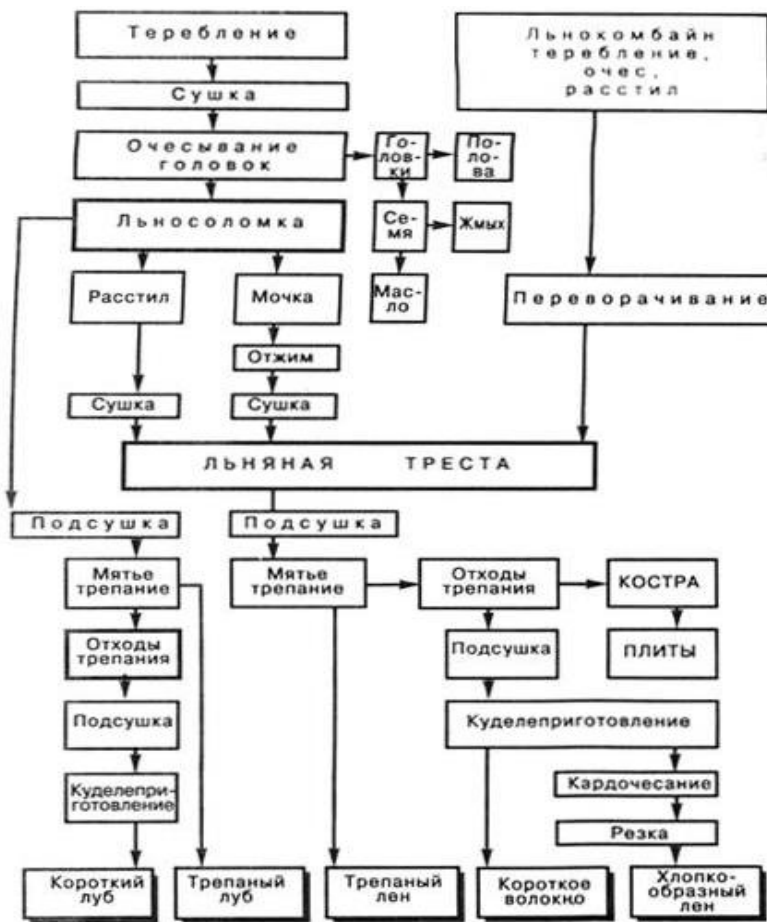 Теребление
Льнокомбайн
теребление,
очес,
расстил
Сушка
Очесывание
головок
Го-
ловк-
ки
По-
ло-
ва
Льносоломка
Се-
мя
Жмых
Расстил
Мочка
Мас-
ло
Переворачивание
Отжим
Сушка
Сушка
ЛЬНЯНАЯ ТРЕСТА
Подсушка
Подсушка
Мятье
трепание
Мятье
трепание
Отходы
трепания
КОСТРА
Отходы
трепания
Подсушка
ПЛИТЫ
Подсушка
Куделеприготовление
Куделепри-
готовление
Кардочесание
Резка
Короткий
луб
Трепаный
луб
Трепаный
лен
Короткое
волокно
Хлопко-
образный
лен